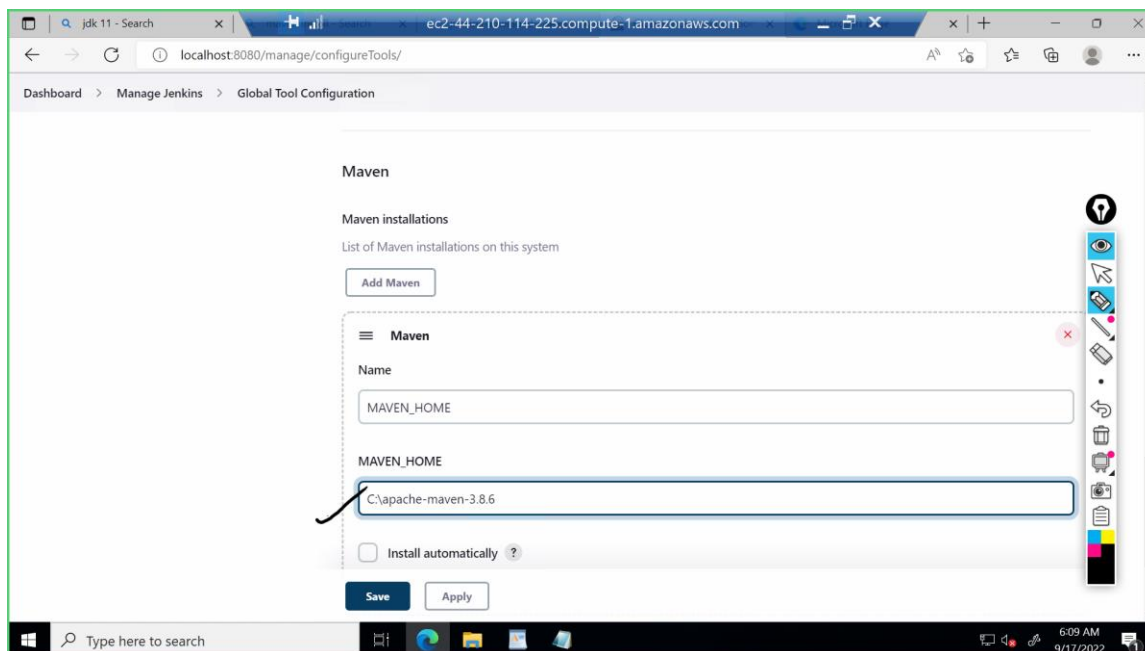 jdk 11 - Search
ec2-44-210-114-225.compute-1.amazonaws.com
localhost:8080/manage/configureTools/
Dashboard > Manage Jenkins > Global Tool Configuration
Maven
Maven installations
List of Maven installations on this system
Add Maven
Maven
Name
MAVEN_HOME
MAVEN_HOME
C:\apache-maven-3.8.6
Install automatically ?
Save Apply
Type here to search
6:09 AM
9/17/2022